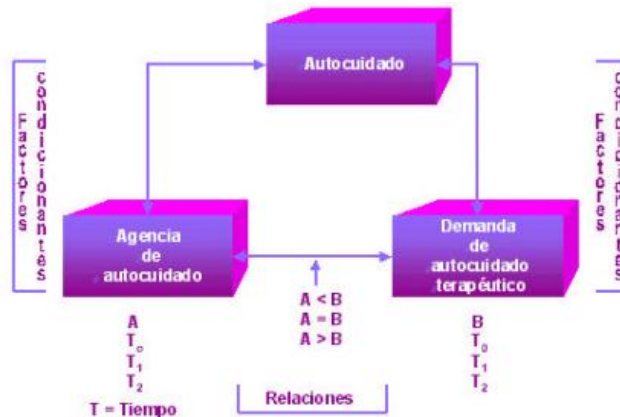 Autocuidado
Factores
condicionantes
Factores
condicionantes
Agencia
de
autocuidado
Demanda
de
autocuidado
terapéutico
A < B
A = B
A > B
A
T₀
T₁
T₂
B
T₀
T₁
T₂
Relaciones
T = Tiempo